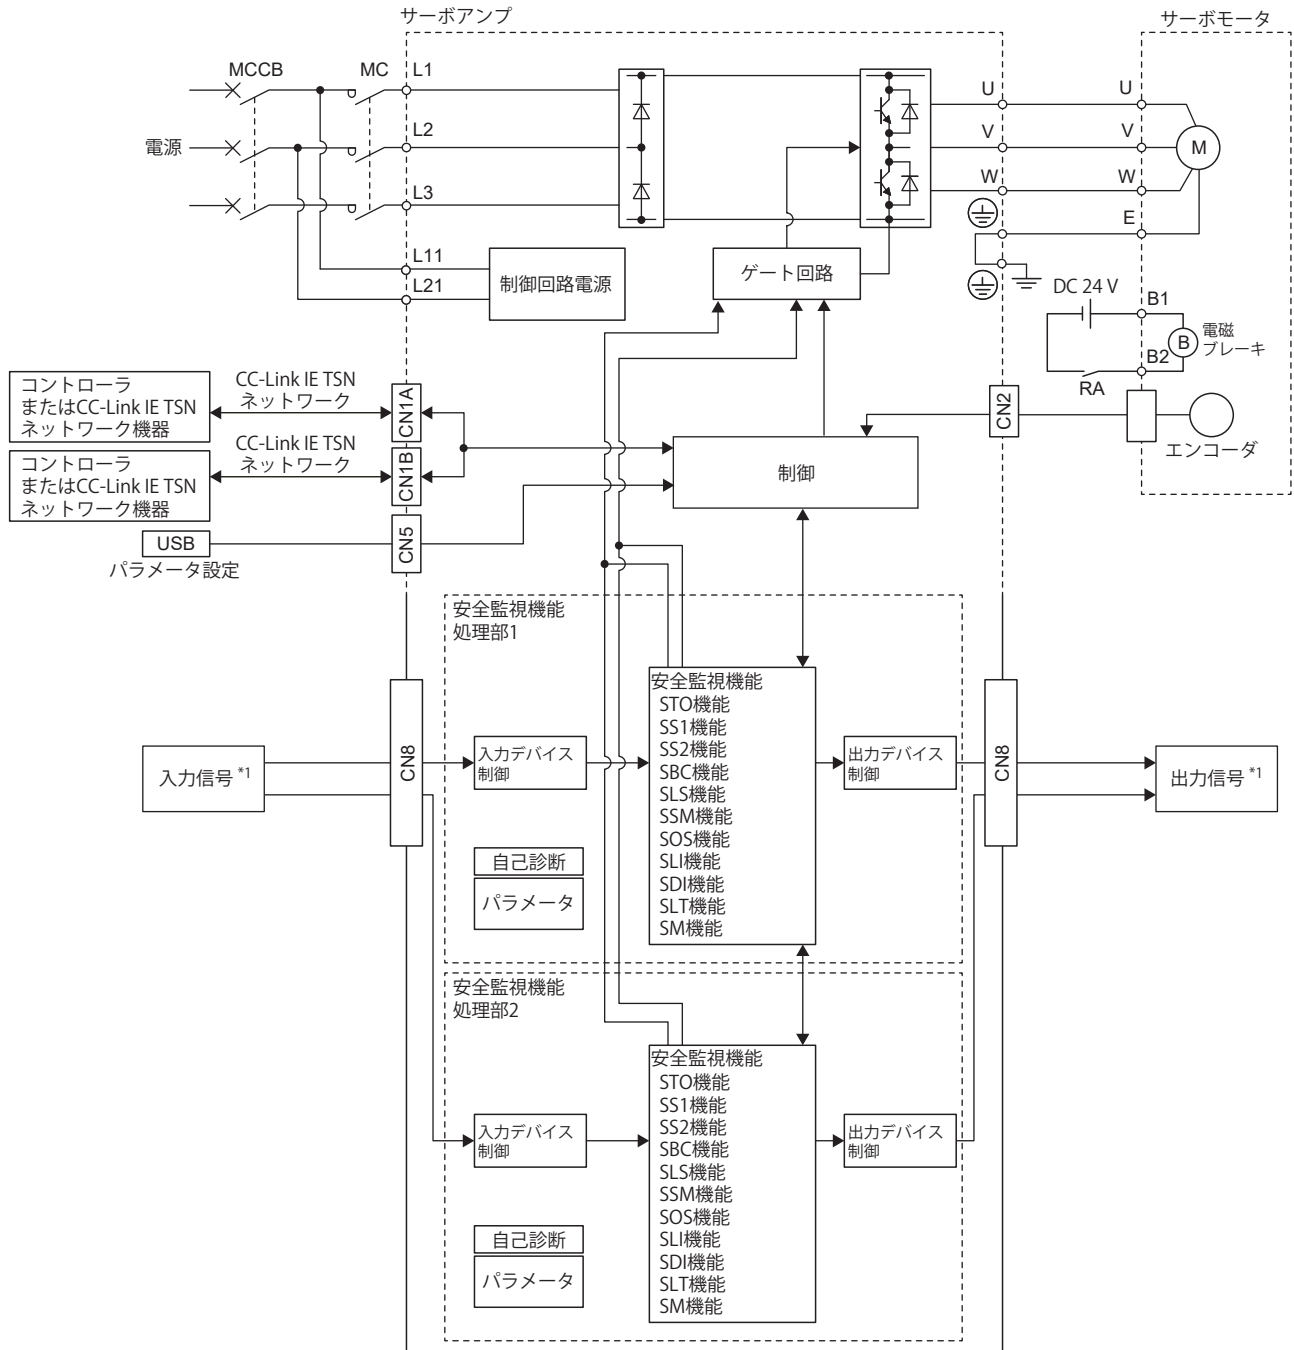 サーボアンプ
サーボモータ
MCCB
MC
L1
L2
L3
電源
U
V
W
U
V
W
E
M
L11
L21
制御回路電源
ゲート回路
DC 24 V
B1
B2
B
電磁
ブレーキ
RA
コントローラ
またはCC-Link IE TSN
ネットワーク機器
CC-Link IE TSN
ネットワーク
CN1A
コントローラ
またはCC-Link IE TSN
ネットワーク機器
CC-Link IE TSN
ネットワーク
CN1B
CN2
エンコーダ
制御
USB
パラメータ設定
CN5
安全監視機能
処理部1
安全監視機能
STO機能
SS1機能
SS2機能
SBC機能
SLS機能
SSM機能
SOS機能
SLI機能
SDI機能
SLT機能
SM機能
入力信号 *1
CN8
入力デバイス
制御
出力デバイス
制御
CN8
出力信号 *1
自己診断
パラメータ
安全監視機能
処理部2
安全監視機能
STO機能
SS1機能
SS2機能
SBC機能
SLS機能
SSM機能
SOS機能
SLI機能
SDI機能
SLT機能
SM機能
入力デバイス
制御
出力デバイス
制御
自己診断
パラメータ